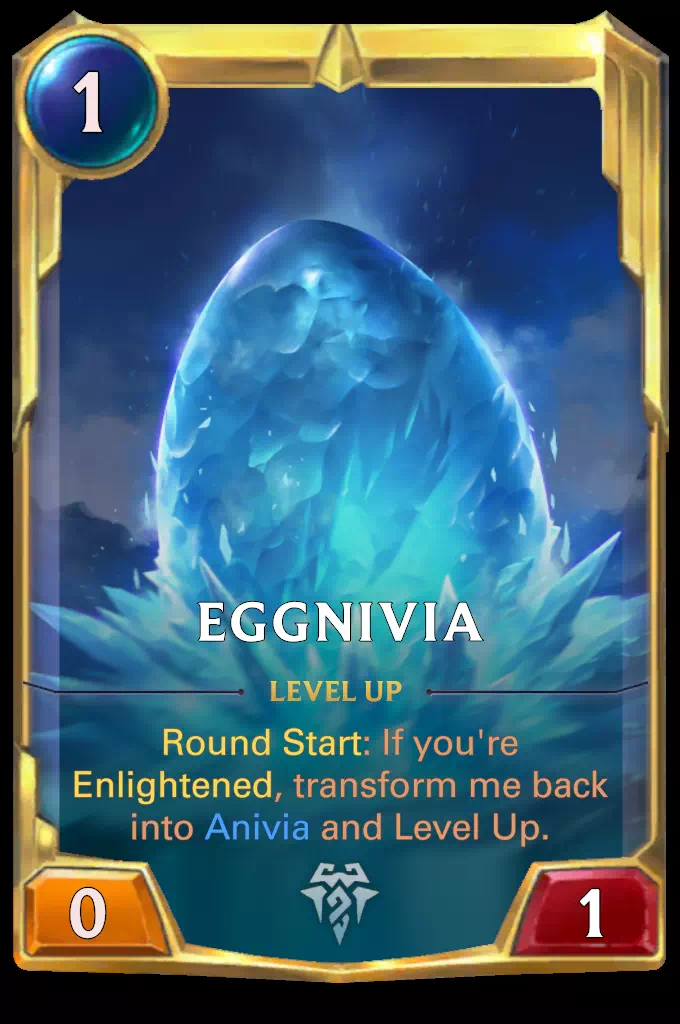 1
EGGNIVIA
LEVEL UP
Round Start: If you're
Enlightened, transform me back
into Anivia and Level Up.
0
1